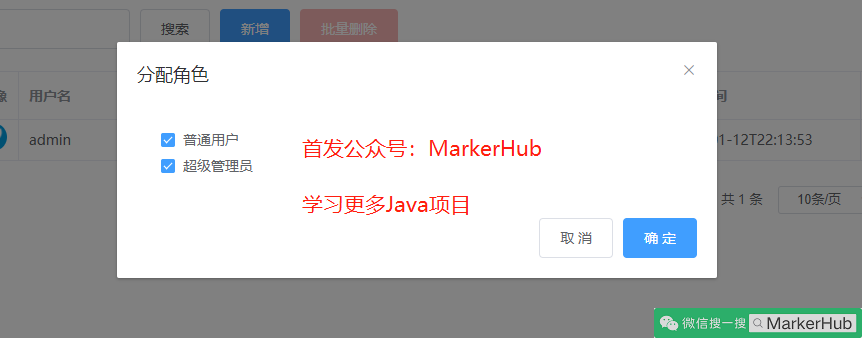 搜索
新增
批量删除
分配角色
像
用户名
间
普通用户
admin
01-12T22:13:53
首发公众号：MarkerHub
超级管理员
共 1 条
10条/页
学习更多Java项目
取 消
确 定
微信搜一搜
MarkerHub